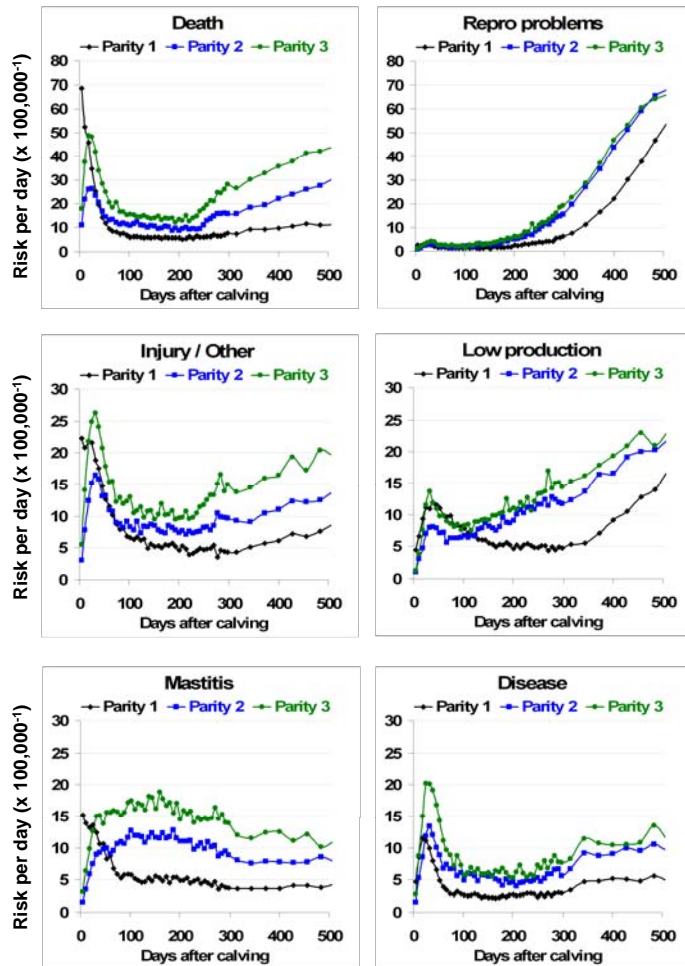 Death
Parity 1 Parity 2 Parity 3
Risk per day (x 100,000-1)
80
70
60
50
40
30
20
10
0
0 100 200 300 400 500
Days after calving
Repro problems
Parity 1 Parity 2 Parity 3
80
70
60
50
40
30
20
10
0
0 100 200 300 400 500
Days after calving
Injury / Other
Parity 1 Parity 2 Parity 3
Risk per day (x 100,000-1)
30
25
20
15
10
5
0
0 100 200 300 400 500
Days after calving
Low production
Parity 1 Parity 2 Parity 3
30
25
20
15
10
5
0
0 100 200 300 400 500
Days after calving
Mastitis
Parity 1 Parity 2 Parity 3
Risk per day (x 100,000-1)
30
25
20
15
10
5
0
0 100 200 300 400 500
Days after calving
Disease
Parity 1 Parity 2 Parity 3
30
25
20
15
10
5
0
0 100 200 300 400 500
Days after calving